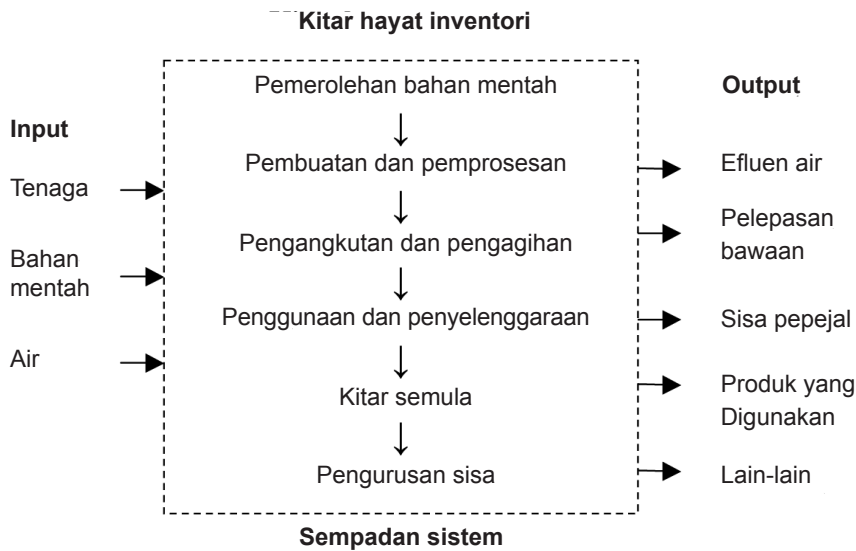 Kitar hayat inventori
Input
Tenaga
Bahan
mentah
Air
Pemerolehan bahan mentah
Pembuatan dan pemprosesan
Pengangkutan dan pengagihan
Penggunaan dan penyelenggaraan
Kitar semula
Pengurusan sisa
Output
Efluen air
Pelepasan
bawaan
Sisa pepejal
Produk yang
Digunakan
Lain-lain
Sempadan sistem